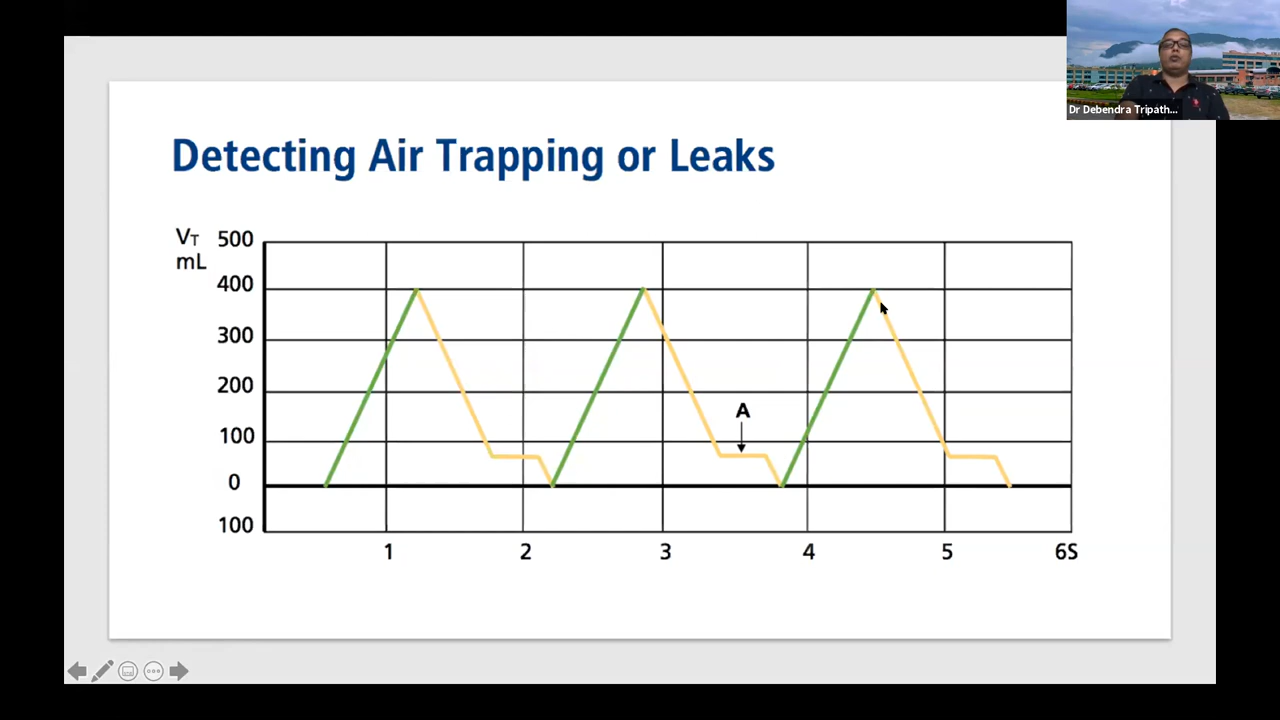 Dr Debendra Tripath...
Detecting Air Trapping or Leaks
VT
mL
500
400
300
200
100
0
100
A
1 2 3 4 5 6S